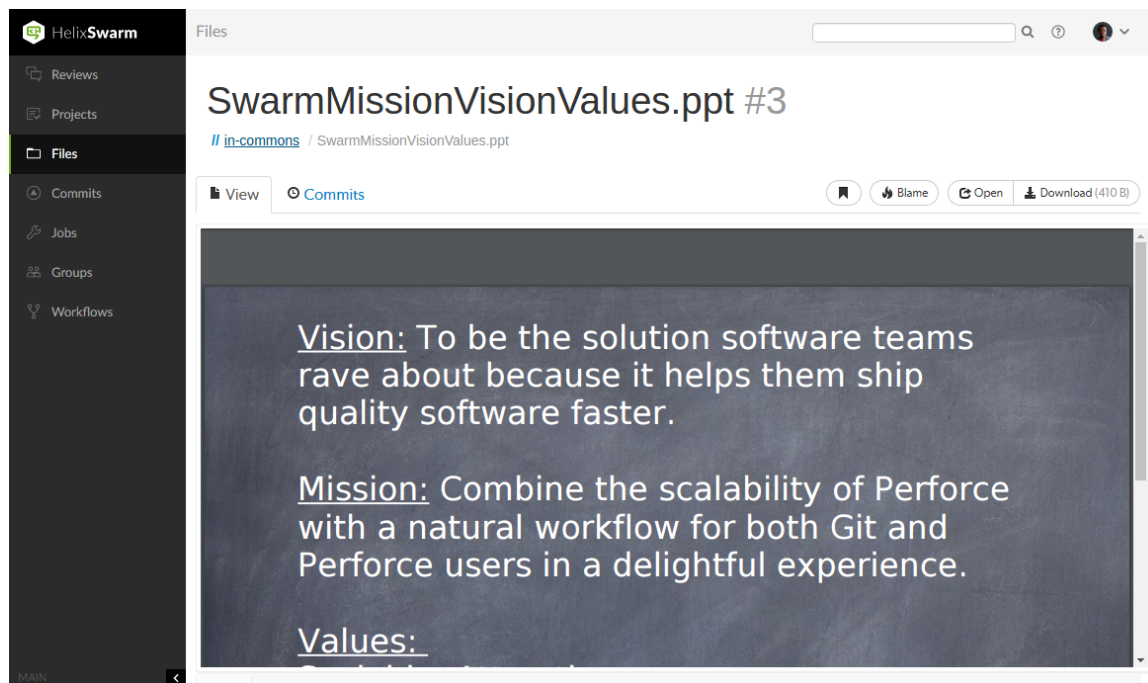 HelixSwarm
Files
Reviews
Projects
Files
Commits
Jobs
Groups
Workflows
MAIN
SwarmMissionVisionValues.ppt #3
// in-commons / SwarmMissionVisionValues.ppt
View
Commits
Blame
Open
Download (410 B)
Vision: To be the solution software teams
rave about because it helps them ship
quality software faster.
Mission: Combine the scalability of Perforce
with a natural workflow for both Git and
Perforce users in a delightful experience.
Values: